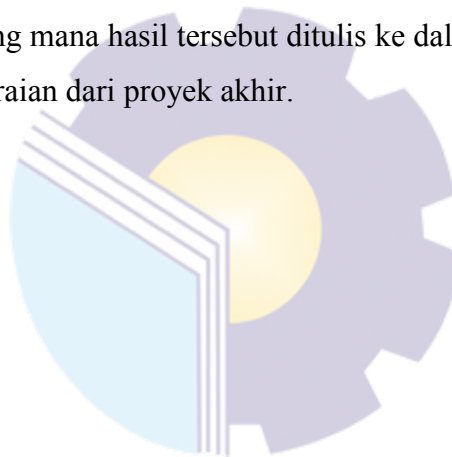 ng mana hasil tersebut ditulis ke dal
raian dari proyek akhir.